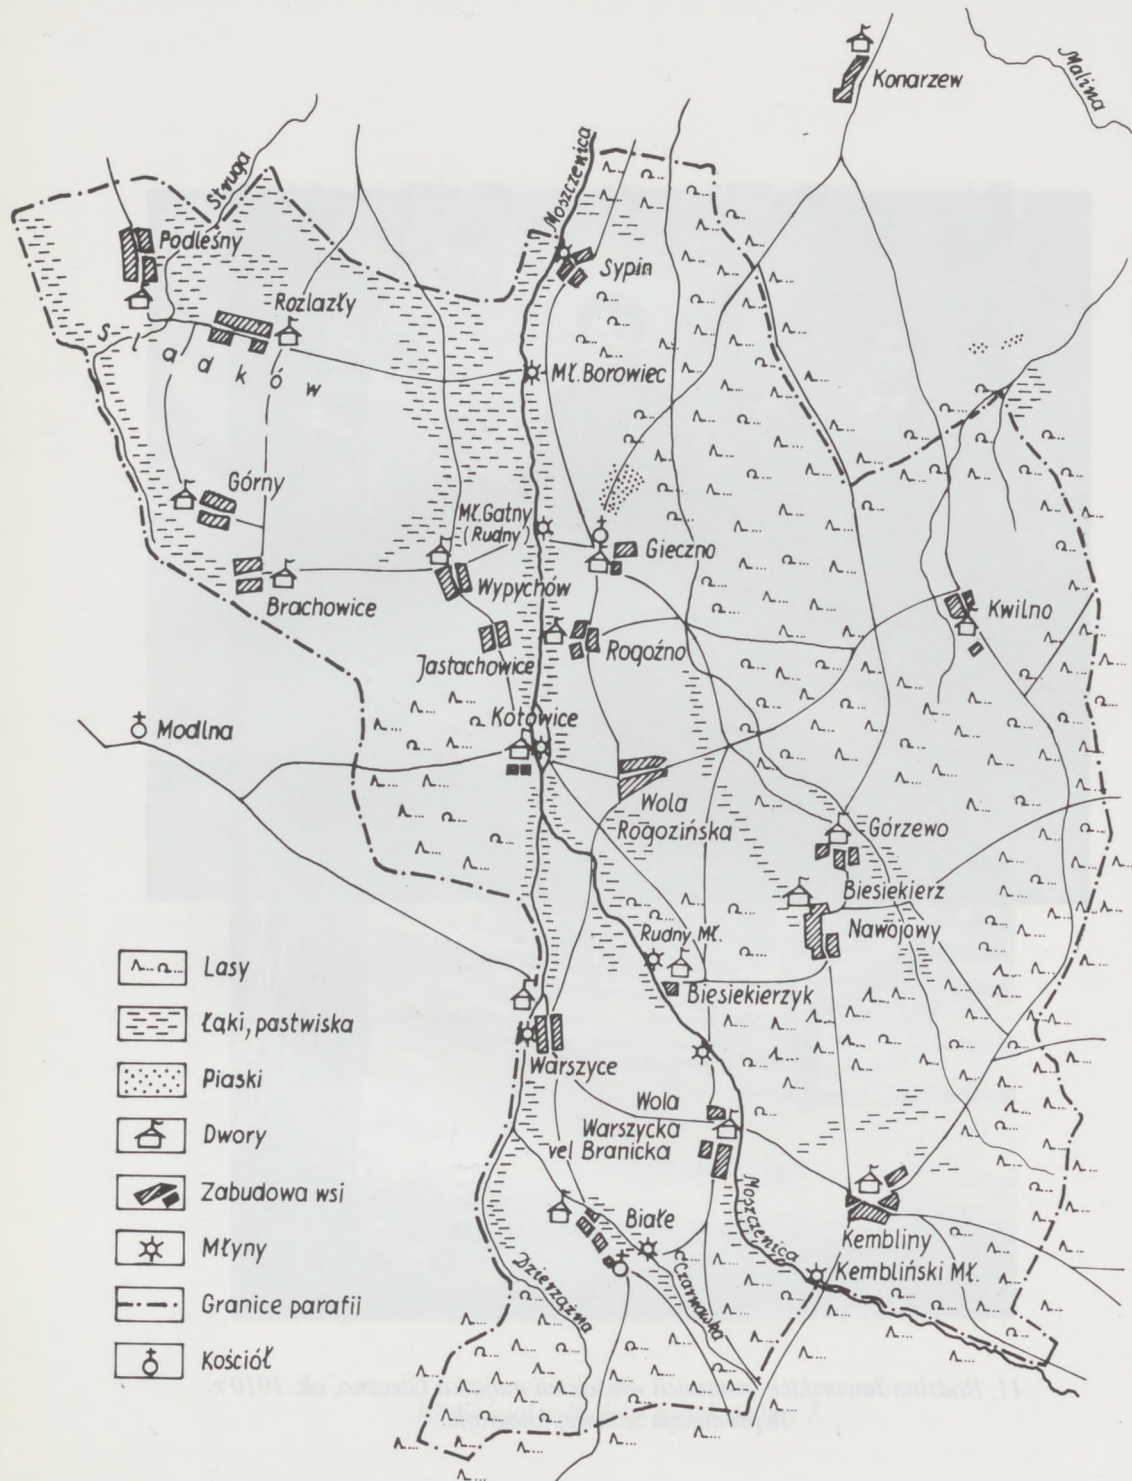 Konarzew
Malina
Struga
Moszczenica
Podleśny
Sypin
Rozlazły
S l a d k ó w
Mł. Borowiec
Górny
Mł. Gatny
(Rudny)
Gieczno
Wypychów
Brachowice
Kwilno
Jastachowice
Rogoźno
Kotowice
Modlna
Wola
Rogozińska
Górzewo
Biesiekierz
Nawojowy
Rudny Mł.
Biesiekierzyk
Warszyce
Wola
Warszycka
vel Branicka
Moszczenica
Białe
Kembliny
Kembliński Mł.
Dzierzążna
Czarnawka
Lasy
Łąki, pastwiska
Piaski
Dwory
Zabudowa wsi
Młyny
Granice parafii
Kościół